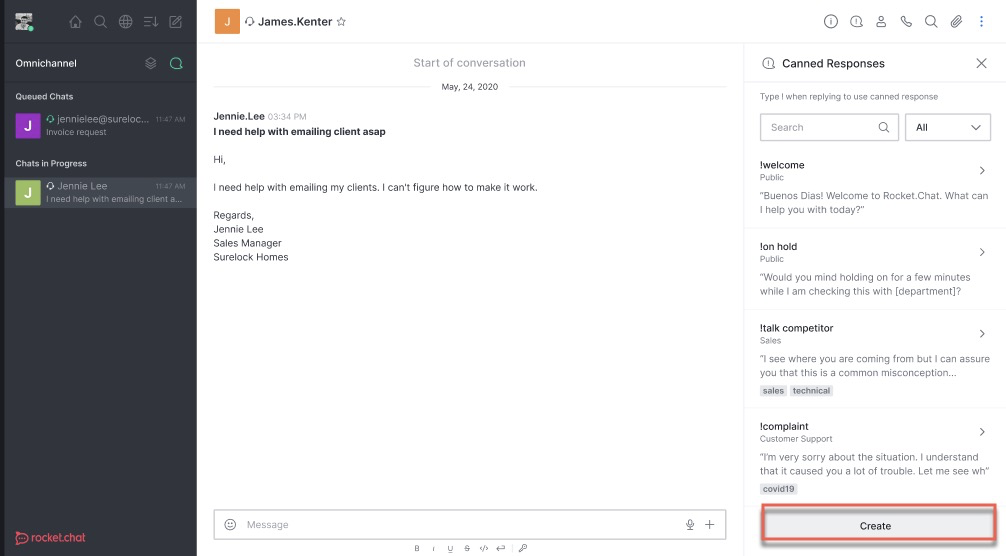 Omnichannel
Queued Chats
jennielee@sureloc... 11:47 AM
J
Invoice request
Chats in Progress
Jennie Lee 11:47 AM
J
I need help with emailing client a...
rocket.chat
J James.Kenter
Start of conversation
May, 24, 2020
Jennie.Lee 03:34 PM
I need help with emailing client asap
Hi,
I need help with emailing my clients. I can't figure how to make it work.
Regards,
Jennie Lee
Sales Manager
Surelock Homes
Message
B i U S </>
Canned Responses
Type ! when replying to use canned response
Search
All
!welcome
Public
“Buenos Dias! Welcome to Rocket.Chat. What can
I help you with today?”
!on hold
Public
“Would you mind holding on for a few minutes
while I am checking this with [department]?
!talk competitor
Sales
“I see where you are coming from but I can assure
you that this is a common misconception...
sales technical
!complaint
Customer Support
“I'm very sorry about the situation. I understand
that it caused you a lot of trouble. Let me see wh”
covid19
Create